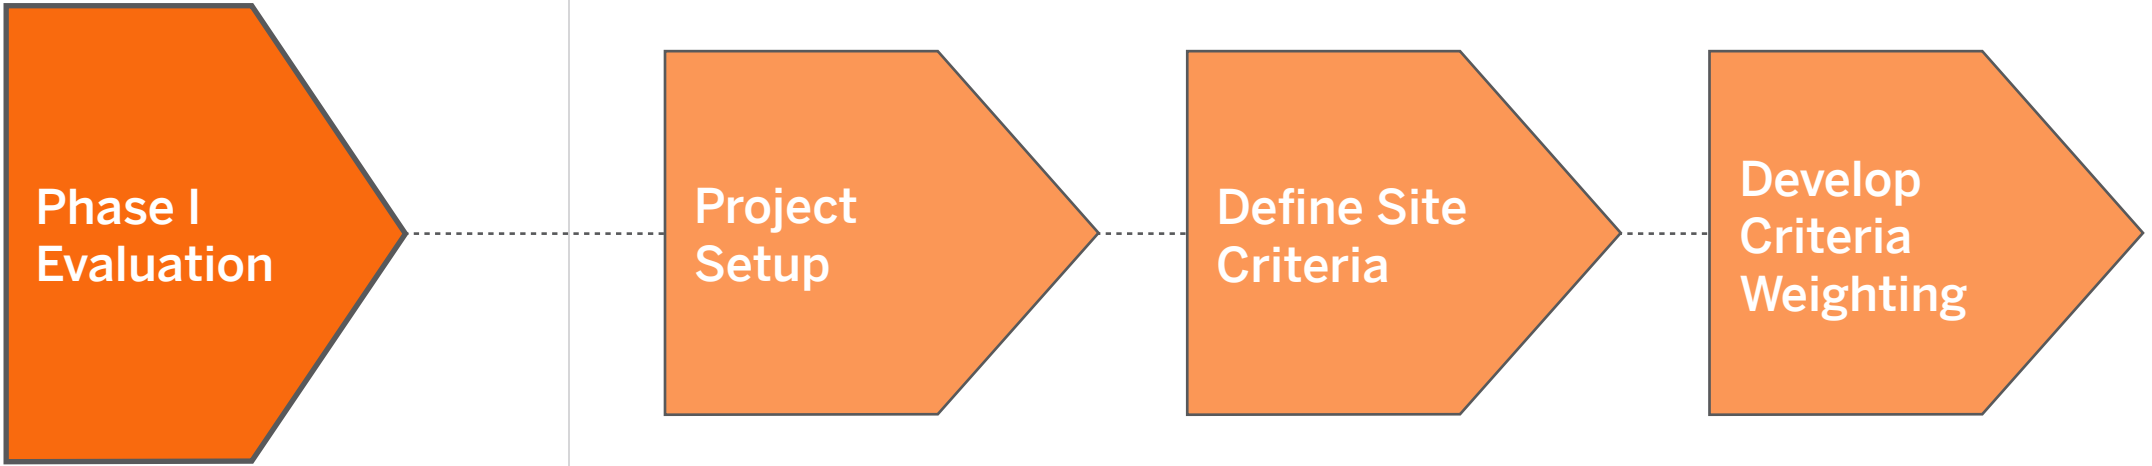 Phase I
Evaluation
Project
Setup
Define Site
Criteria
Develop
Criteria
Weighting